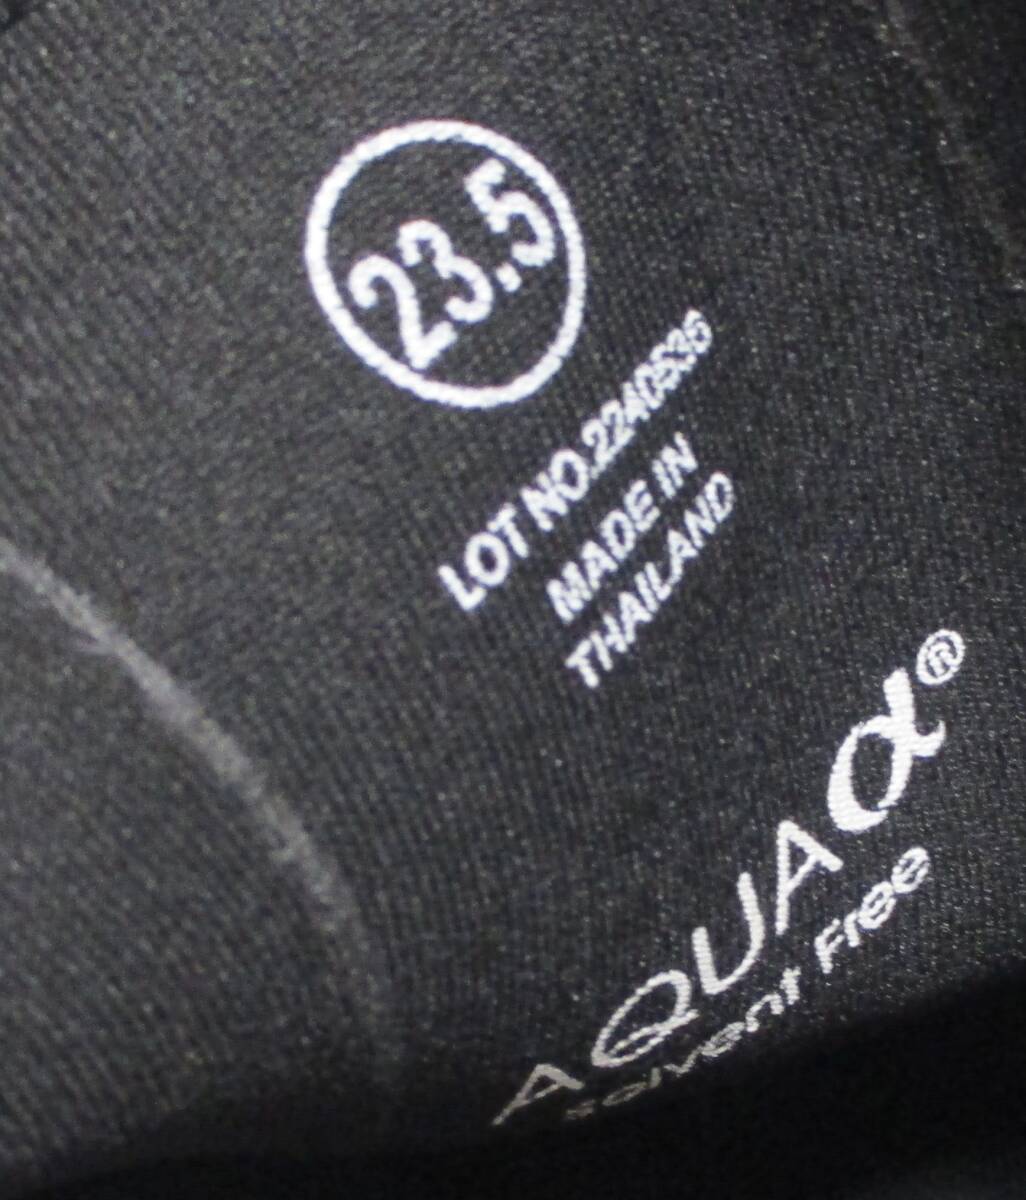 23.5
LOT NO.2240536
MADE IN
THAILAND
AQUAα®
Solvent Free